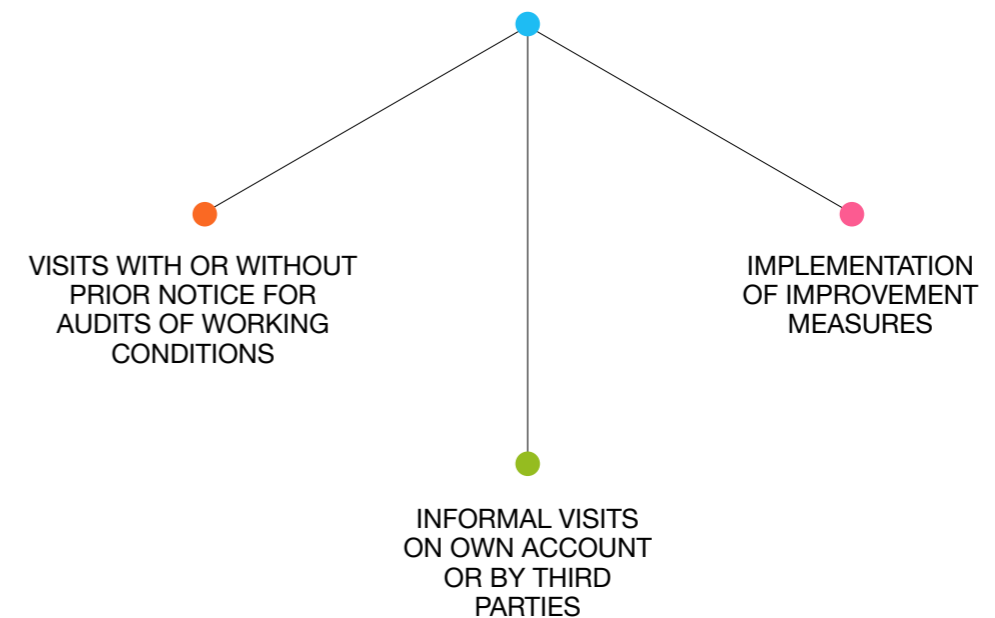 VISITS WITH OR WITHOUT
PRIOR NOTICE FOR
AUDITS OF WORKING
CONDITIONS
IMPLEMENTATION
OF IMPROVEMENT
MEASURES
INFORMAL VISITS
ON OWN ACCOUNT
OR BY THIRD
PARTIES